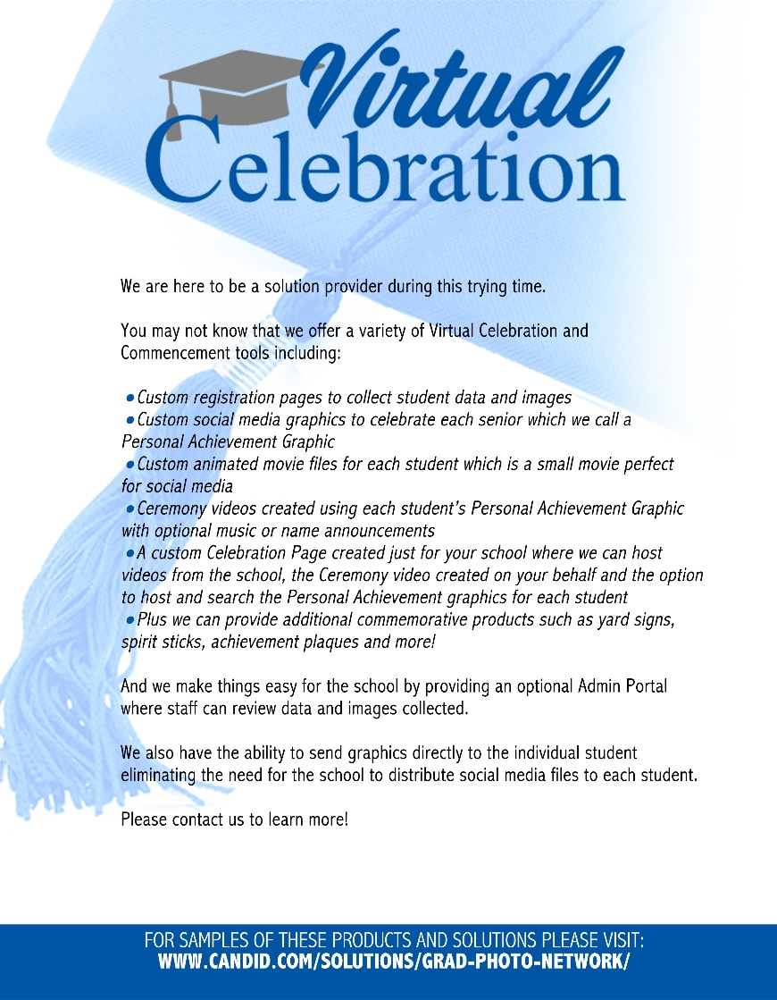 Virtual
Celebration
We are here to be a solution provider during this trying time.
You may not know that we offer a variety of Virtual Celebration and
Commencement tools including:
•Custom registration pages to collect student data and images
•Custom social media graphics to celebrate each senior which we call a
Personal Achievement Graphic
•Custom animated movie files for each student which is a small movie perfect
for social media
•Ceremony videos created using each student’s Personal Achievement Graphic
with optional music or name announcements
•A custom Celebration Page created just for your school where we can host
videos from the school, the Ceremony video created on your behalf and the option
to host and search the Personal Achievement graphics for each student
•Plus we can provide additional commemorative products such as yard signs,
spirit sticks, achievement plaques and more!
And we make things easy for the school by providing an optional Admin Portal
where staff can review data and images collected.
We also have the ability to send graphics directly to the individual student
eliminating the need for the school to distribute social media files to each student.
Please contact us to learn more!
FOR SAMPLES OF THESE PRODUCTS AND SOLUTIONS PLEASE VISIT:
WWW.CANDID.COM/SOLUTIONS/GRAD-PHOTO-NETWORK/